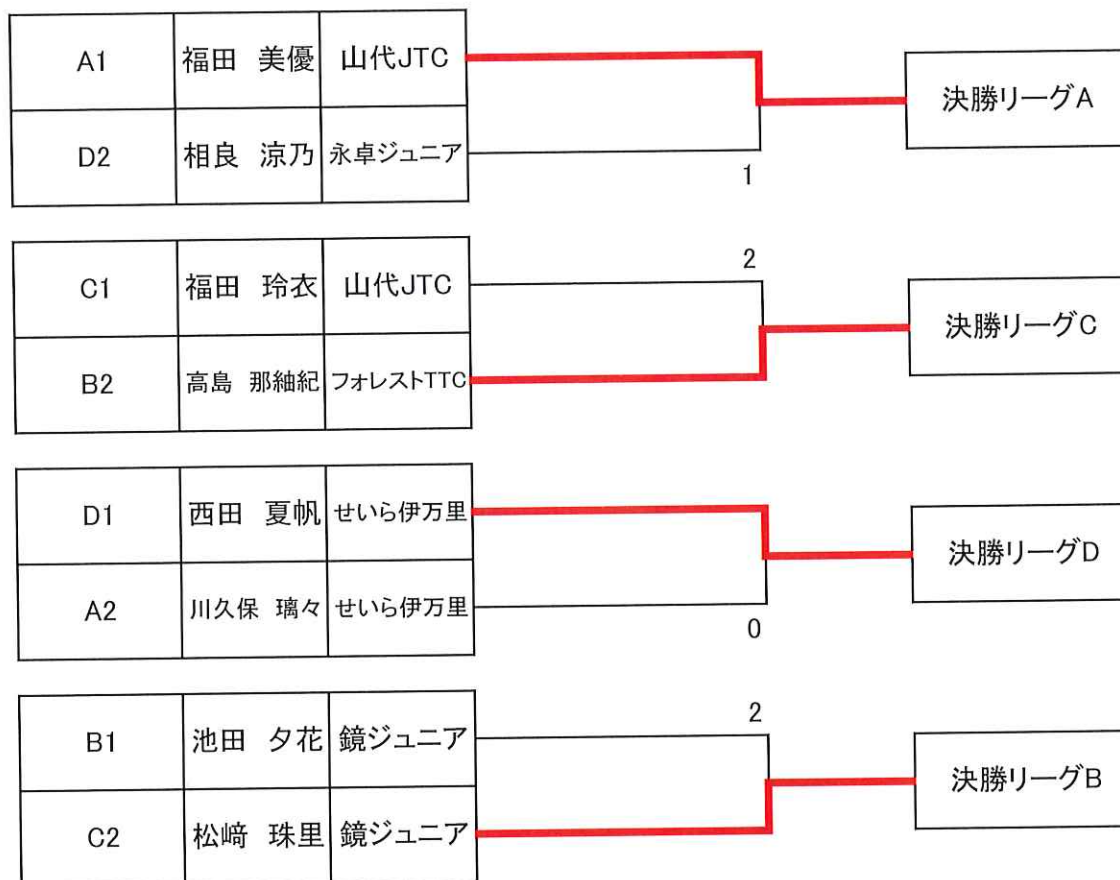 A1 福田 美優 山代JTC 決勝リーグA
D2 相良 涼乃 永卓ジュニア 1
C1 福田 玲衣 山代JTC 2 決勝リーグC
B2 高島 那紬紀 フォレストTTC
D1 西田 夏帆 せいら伊万里 決勝リーグD
A2 川久保 璃々 せいら伊万里 0
B1 池田 夕花 鏡ジュニア 2 決勝リーグB
C2 松﨑 珠里 鏡ジュニア